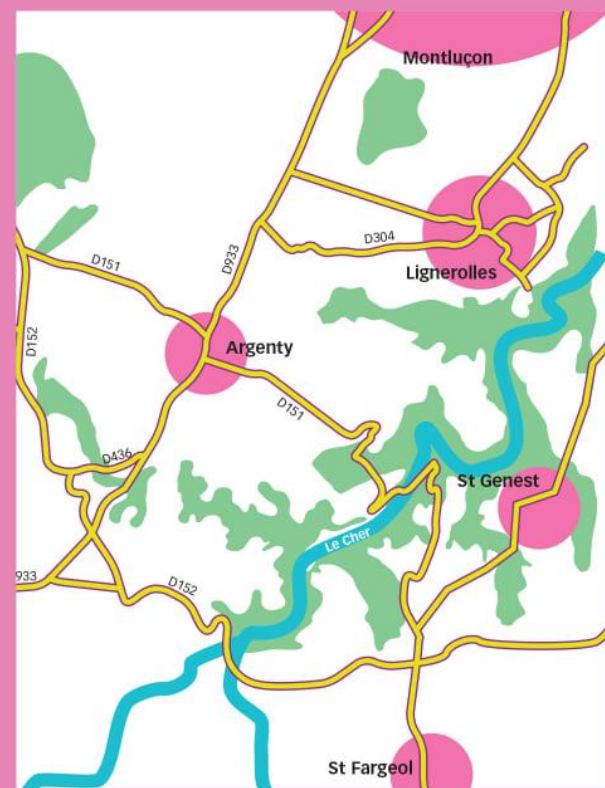 Montluçon
D304
Lignerolles
D151
D933
D152
Argenty
D151
D436
St Genest
Le Cher
933
D152
St Fargeol